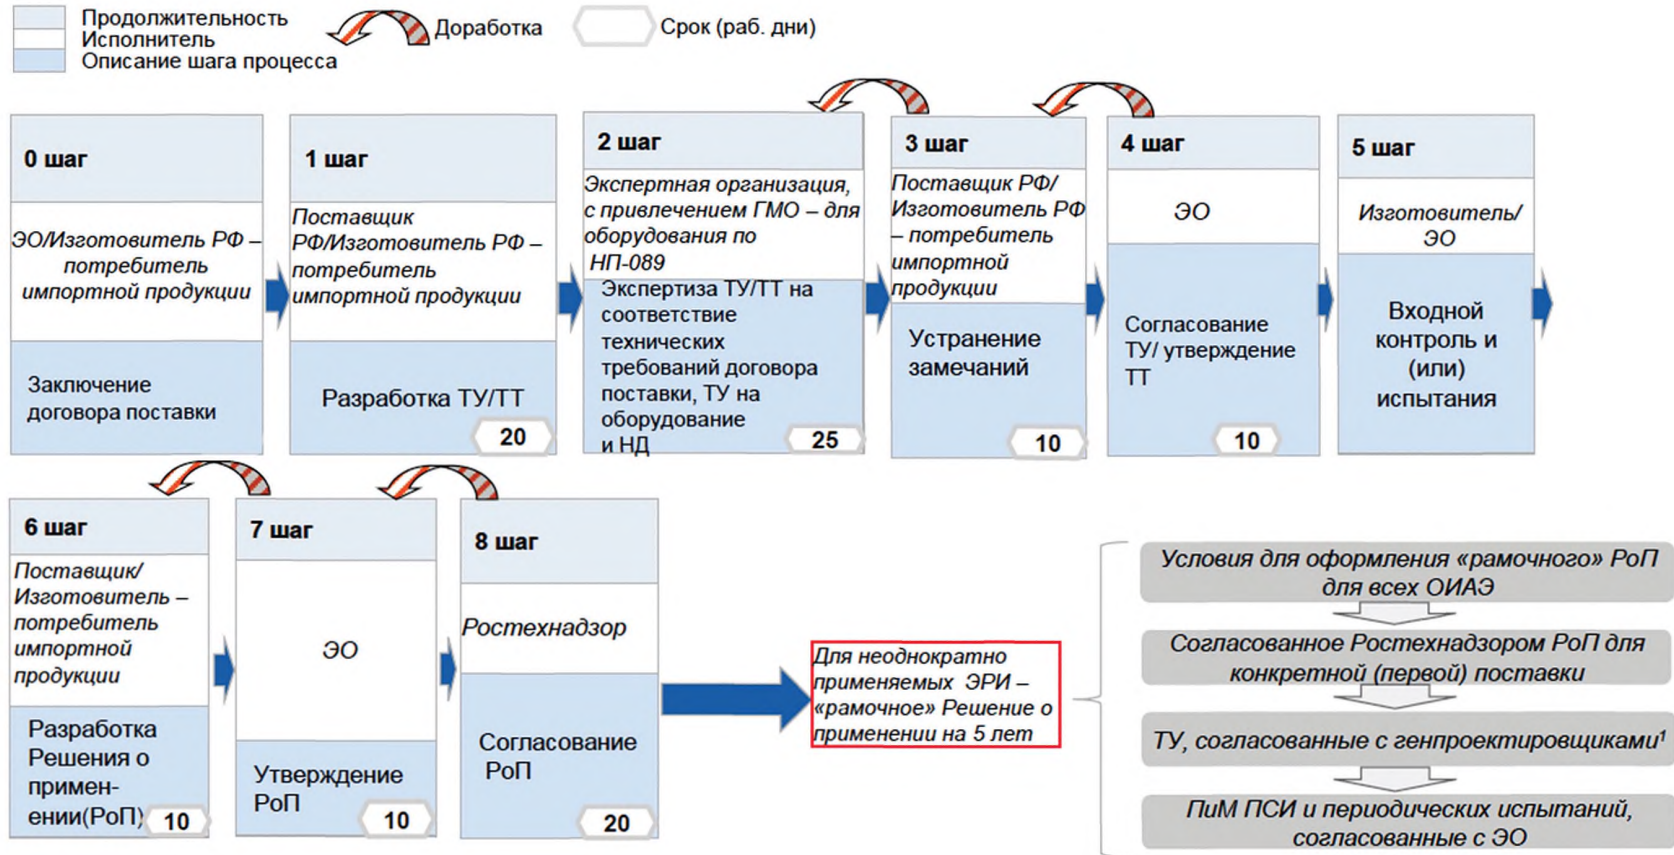 Продолжительность
Исполнитель
Описание шага процесса
Доработка
Срок (раб. дни)
0 шаг
ЭО/Изготовитель РФ –
потребитель
импортной продукции
Заключение
договора поставки
1 шаг
Поставщик
РФ/Изготовитель РФ –
потребитель
импортной продукции
Разработка ТУ/ТТ
20
2 шаг
Экспертная организация,
с привлечением ГМО – для
оборудования по
НП-089
Экспертиза ТУ/ТТ на
соответствие
технических
требований договора
поставки, ТУ на
оборудование
и НД
25
3 шаг
Поставщик РФ/
Изготовитель РФ
– потребитель
импортной
продукции
Устранение
замечаний
10
4 шаг
ЭО
Согласование
ТУ/ утверждение
ТТ
10
5 шаг
Изготовитель/
ЭО
Входной
контроль и
(или)
испытания
6 шаг
Поставщик/
Изготовитель –
потребитель
импортной
продукции
Разработка
Решения о
примен-
ении(РоП)
10
7 шаг
ЭО
Утверждение
РоП
10
8 шаг
Ростехнадзор
Согласование
РоП
20
Для неоднократно
применяемых ЭРИ –
«рамочное» Решение о
применении на 5 лет
Условия для оформления «рамочного» РоП
для всех ОИАЭ
Согласованное Ростехнадзором РоП для
конкретной (первой) поставки
ТУ, согласованные с генпроектировщиками¹
ПиМ ПСИ и периодических испытаний,
согласованные с ЭО